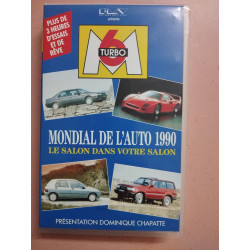 présente
PLUS DE
3 HEURES
D'ESSAIS
ET DE
RÊVE
M6
TURBO
MONDIAL DE L'AUTO 1990
LE SALON DANS VOTRE SALON
PRÉSENTATION DOMINIQUE CHAPATTE